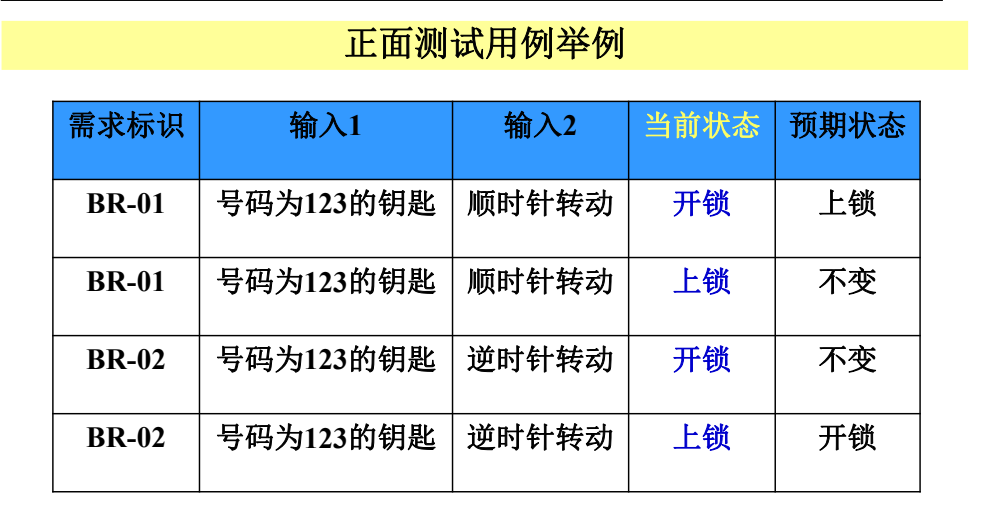 正面测试用例举例
需求标识 输入1 输入2 当前状态 预期状态
BR-01 号码为123的钥匙 顺时针转动 开锁 上锁
BR-01 号码为123的钥匙 顺时针转动 上锁 不变
BR-02 号码为123的钥匙 逆时针转动 开锁 不变
BR-02 号码为123的钥匙 逆时针转动 上锁 开锁